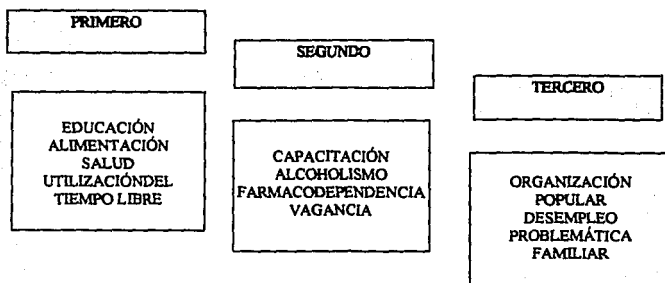 PRIMERO
EDUCACIÓN
ALIMENTACIÓN
SALUD
UTILIZACIÓNDEL
TIEMPO LIBRE
SEGUNDO
CAPACITACIÓN
ALCOHOLISMO
FARMACODEPENDENCIA
VAGANCIA
TERCERO
ORGANIZACIÓN
POPULAR
DESEMPLEO
PROBLEMÁTICA
FAMILIAR